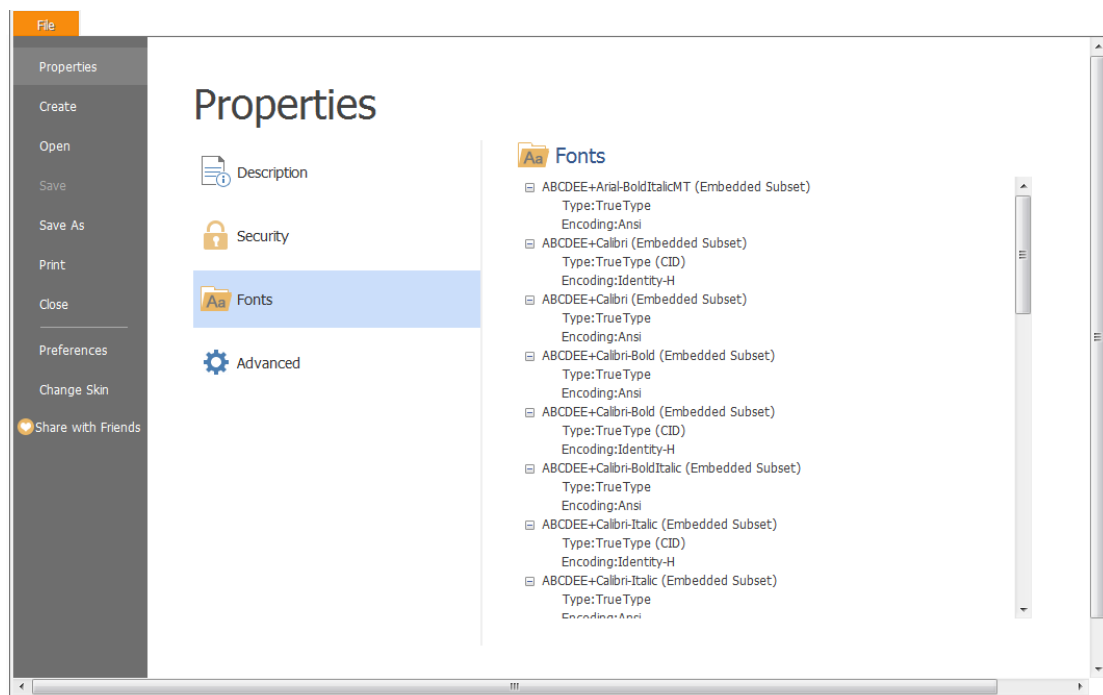 File
Properties
Create
Open
Save
Save As
Print
Close
Preferences
Change Skin
Share with Friends
Properties
Description
Security
Aa Fonts
Advanced
Aa Fonts
ABCDEE+Arial-BoldItalicMT (Embedded Subset)
Type:TrueType
Encoding:Ansi
ABCDEE+Calibri (Embedded Subset)
Type:TrueType (CID)
Encoding:Identity-H
ABCDEE+Calibri (Embedded Subset)
Type:TrueType
Encoding:Ansi
ABCDEE+Calibri-Bold (Embedded Subset)
Type:TrueType
Encoding:Ansi
ABCDEE+Calibri-Bold (Embedded Subset)
Type:TrueType (CID)
Encoding:Identity-H
ABCDEE+Calibri-BoldItalic (Embedded Subset)
Type:TrueType
Encoding:Ansi
ABCDEE+Calibri-Italic (Embedded Subset)
Type:TrueType (CID)
Encoding:Identity-H
ABCDEE+Calibri-Italic (Embedded Subset)
Type:TrueType
Encoding:Ansi